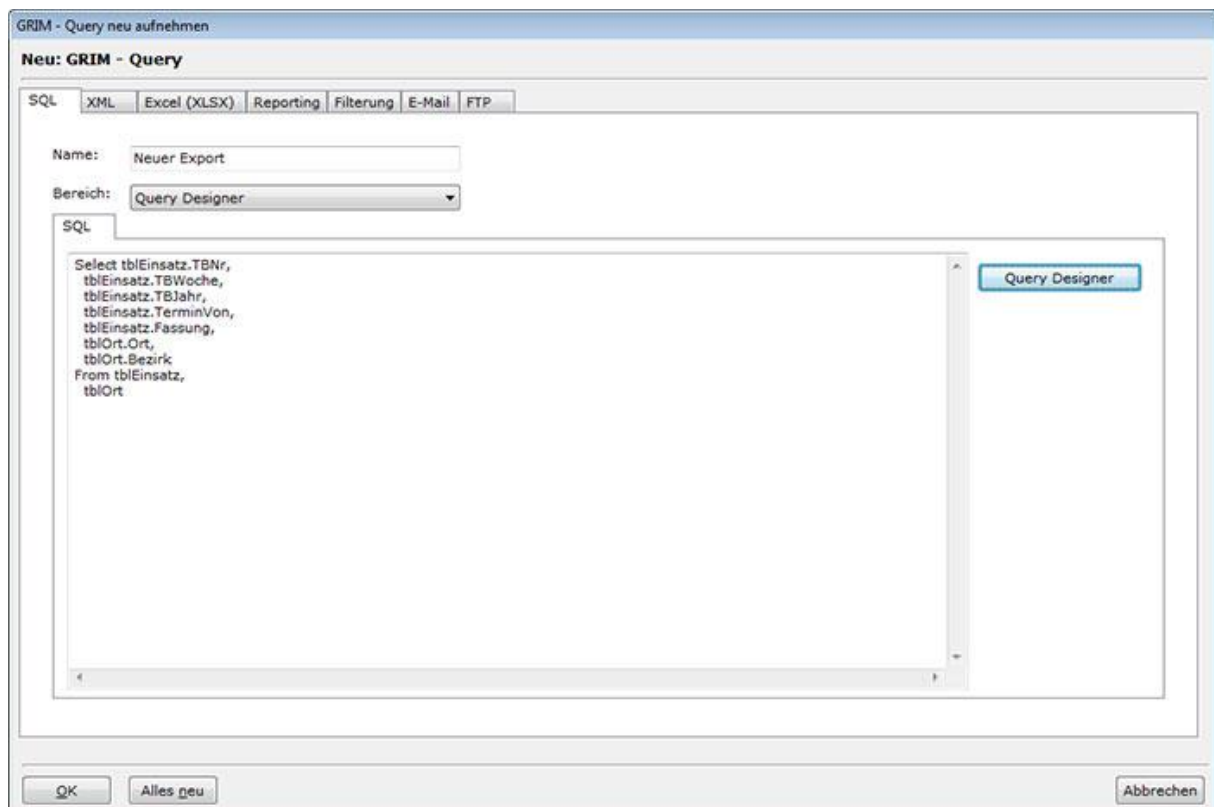 GRIM - Query neu aufnehmen
Neu: GRIM - Query
SQL XML Excel (XLSX) Reporting Filterung E-Mail FTP
Name: Neuer Export
Bereich: Query Designer
SQL
Select tblEinsatz.TBNr,
tblEinsatz.TBWoche,
tblEinsatz.TBJahr,
tblEinsatz.TerminVon,
tblEinsatz.Fassung,
tblOrt.Ort,
tblOrt.Bezirk
From tblEinsatz,
tblOrt
Query Designer
OK Alles neu Abbrechen